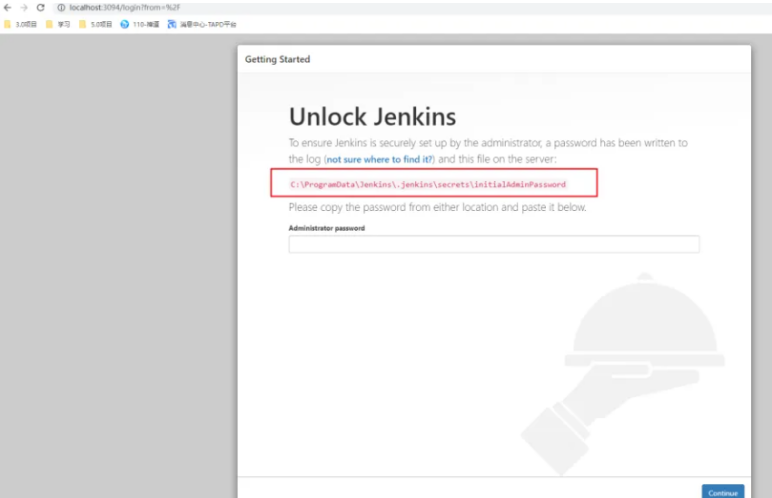 localhost:3094/login?from=%2F
3.0项目 学习 5.0项目 110-禅道 消息中心-TAPD平台
Getting Started
Unlock Jenkins
To ensure Jenkins is securely set up by the administrator, a password has been written to
the log (not sure where to find it?) and this file on the server:
C:\ProgramData\Jenkins\.jenkins\secrets\initialAdminPassword
Please copy the password from either location and paste it below.
Administrator password
Continue